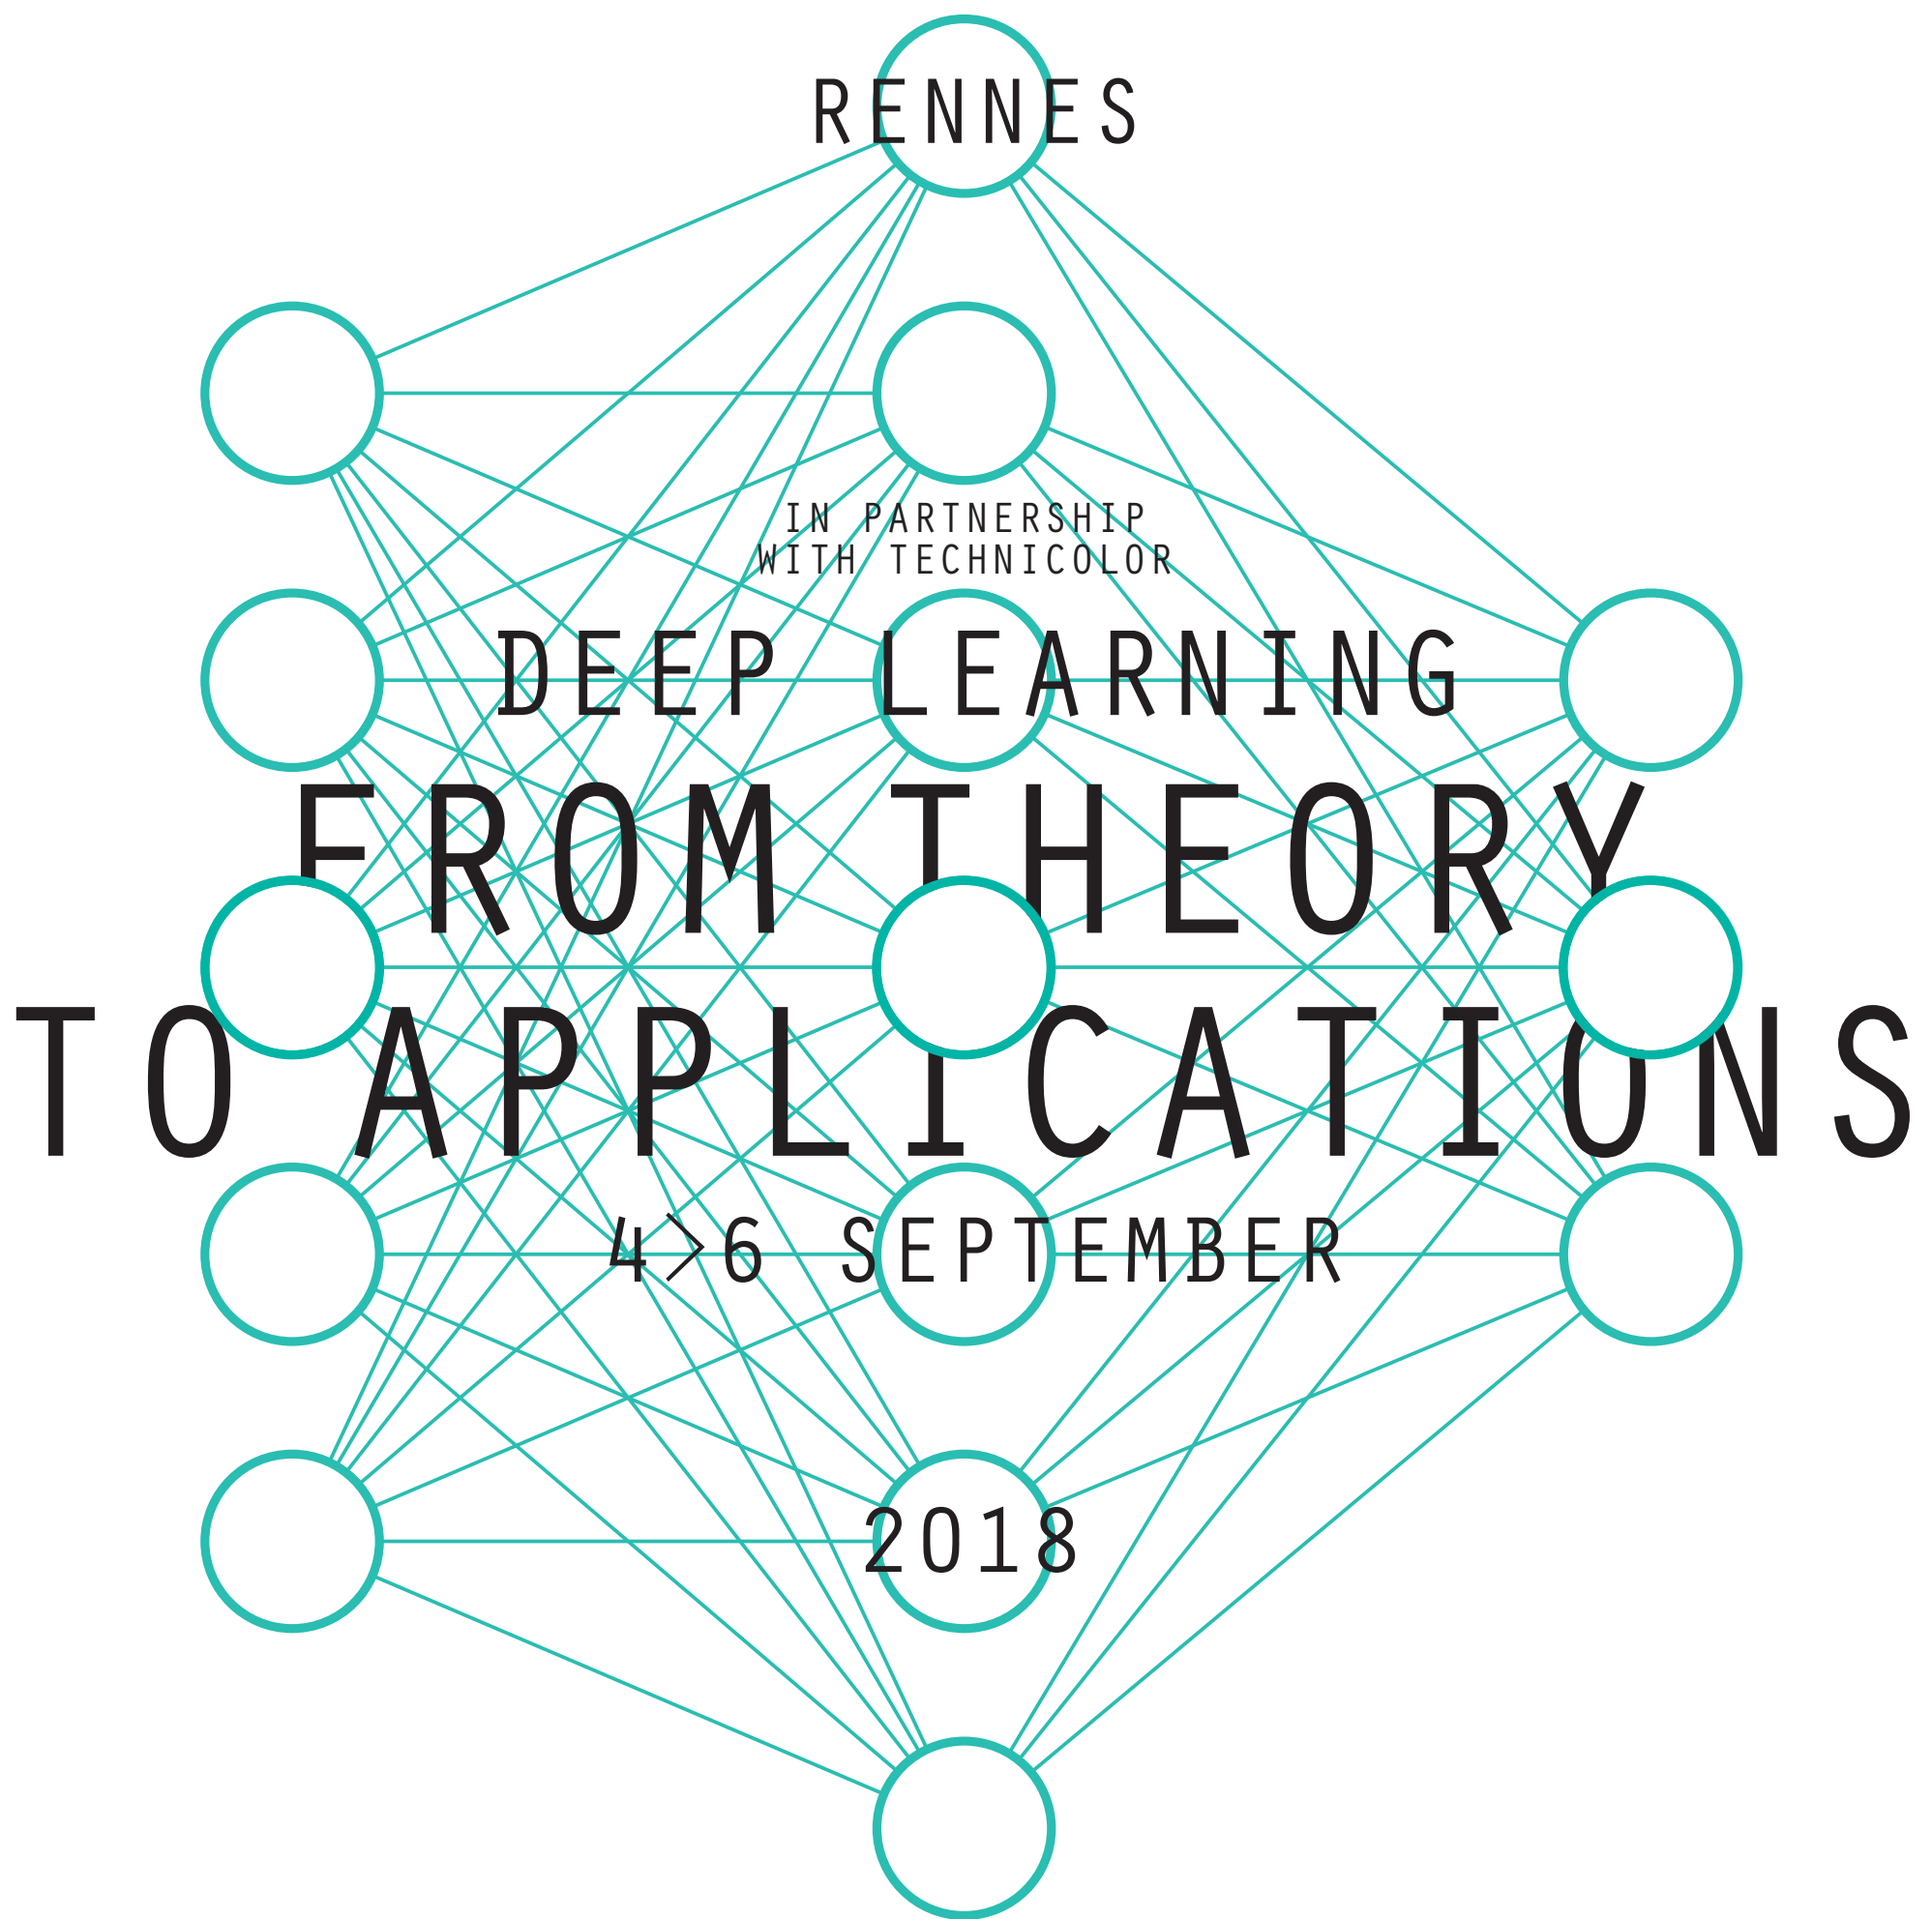 RENNES
IN PARTNERSHIP
WITH TECHNICOLOR
DEEP LEARNING
FROM THEORY
TO APPLICATIONS
4>6 SEPTEMBER
2018